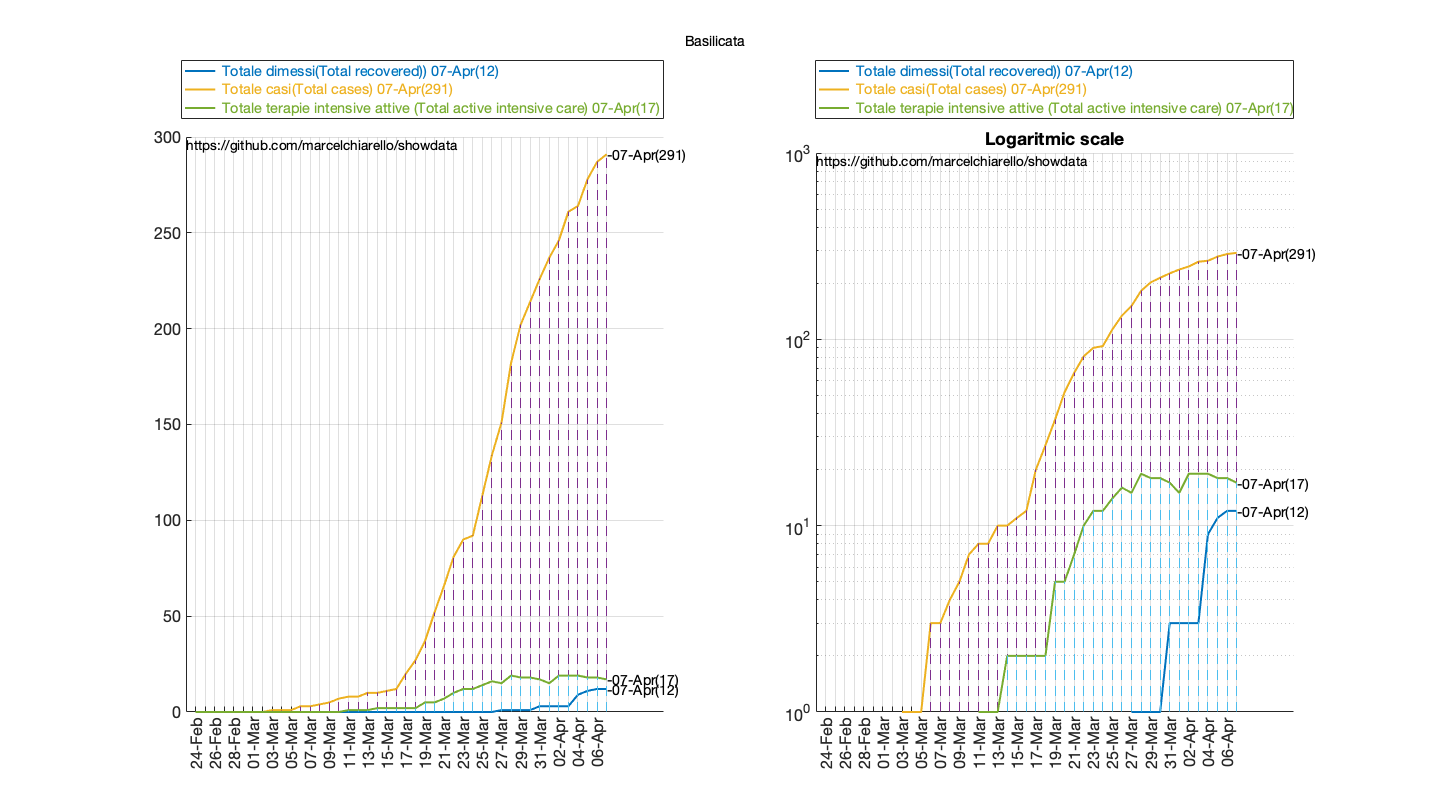 Basilicata
Totale dimessi(Total recovered)) 07-Apr(12)
Totale casi(Total cases) 07-Apr(291)
Totale terapie intensive attive (Total active intensive care) 07-Apr(17)
https://github.com/marcelchiarello/showdata
300
250
200
150
100
50
0
-07-Apr(291)
-07-Apr(17)
-07-Apr(12)
24-Feb
26-Feb
28-Feb
01-Mar
03-Mar
05-Mar
07-Mar
09-Mar
11-Mar
13-Mar
15-Mar
17-Mar
19-Mar
21-Mar
23-Mar
25-Mar
27-Mar
29-Mar
31-Mar
02-Apr
04-Apr
06-Apr
Totale dimessi(Total recovered)) 07-Apr(12)
Totale casi(Total cases) 07-Apr(291)
Totale terapie intensive attive (Total active intensive care) 07-Apr(17)
Logaritmic scale
https://github.com/marcelchiarello/showdata
10^3
10^2
10^1
10^0
-07-Apr(291)
-07-Apr(17)
-07-Apr(12)
24-Feb
26-Feb
28-Feb
01-Mar
03-Mar
05-Mar
07-Mar
09-Mar
11-Mar
13-Mar
15-Mar
17-Mar
19-Mar
21-Mar
23-Mar
25-Mar
27-Mar
29-Mar
31-Mar
02-Apr
04-Apr
06-Apr